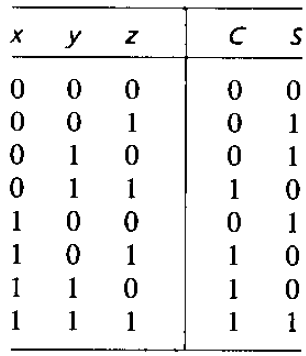 x y z C S
0 0 0 0 0
0 0 1 0 1
0 1 0 0 1
0 1 1 1 0
1 0 0 0 1
1 0 1 1 0
1 1 0 1 0
1 1 1 1 1